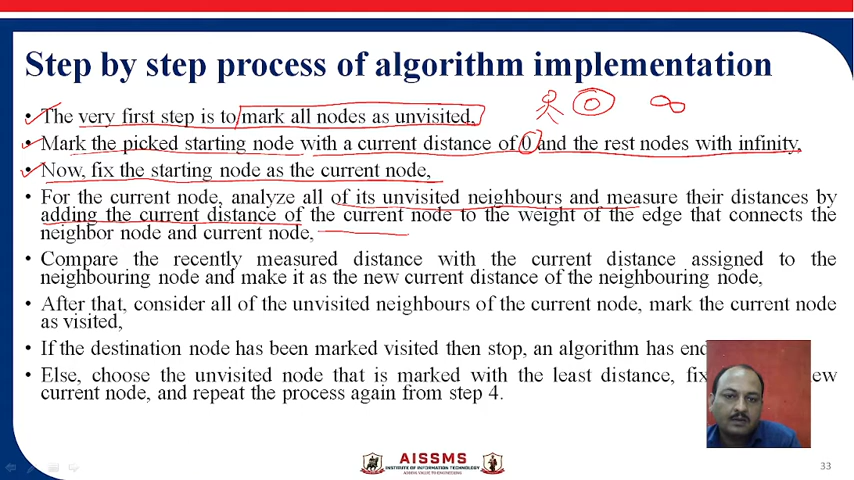 Step by step process of algorithm implementation
• The very first step is to mark all nodes as unvisited,
• Mark the picked starting node with a current distance of 0 and the rest nodes with infinity,
• Now, fix the starting node as the current node,
• For the current node, analyze all of its unvisited neighbours and measure their distances by
adding the current distance of the current node to the weight of the edge that connects the
neighbor node and current node,
• Compare the recently measured distance with the current distance assigned to the
neighbouring node and make it as the new current distance of the neighbouring node,
• After that, consider all of the unvisited neighbours of the current node, mark the current node
as visited,
• If the destination node has been marked visited then stop, an algorithm has
• Else, choose the unvisited node that is marked with the least distance,
current node, and repeat the process again from step 4.
0 ∞
AISSMS
INSTITUTE OF INFORMATION TECHNOLOGY
ADDING VALUE TO ENGINEERING
33